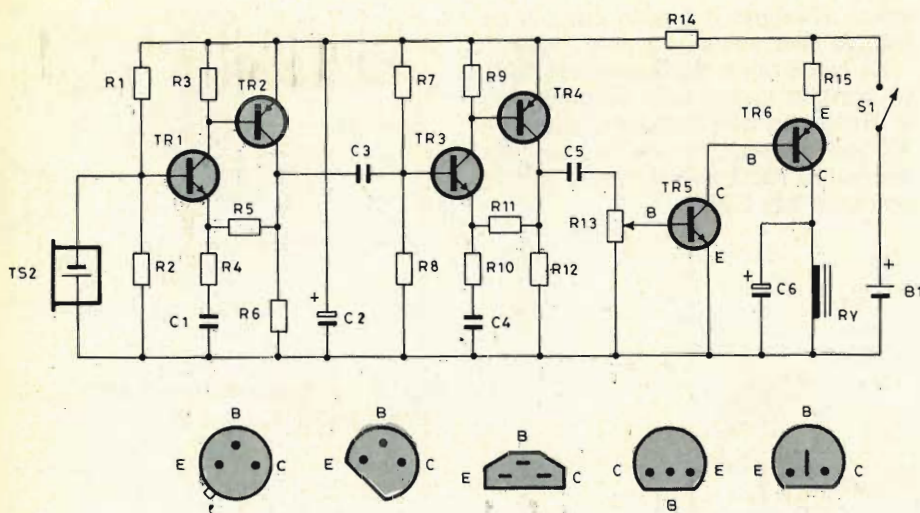 R14
R1
R3
TR2
R7
R9
TR4
R15
S1
TR6
E
TR1
C3
TR3
C5
B
C
TR5
R5
R11
R13
B
C
TS2
R2
R4
R8
R10
R12
E
C6
RY
B1
+
+
+
C1
R6
C2
C4
B
E
C
B
E
C
B
E
C
C
E
B
B
E
C